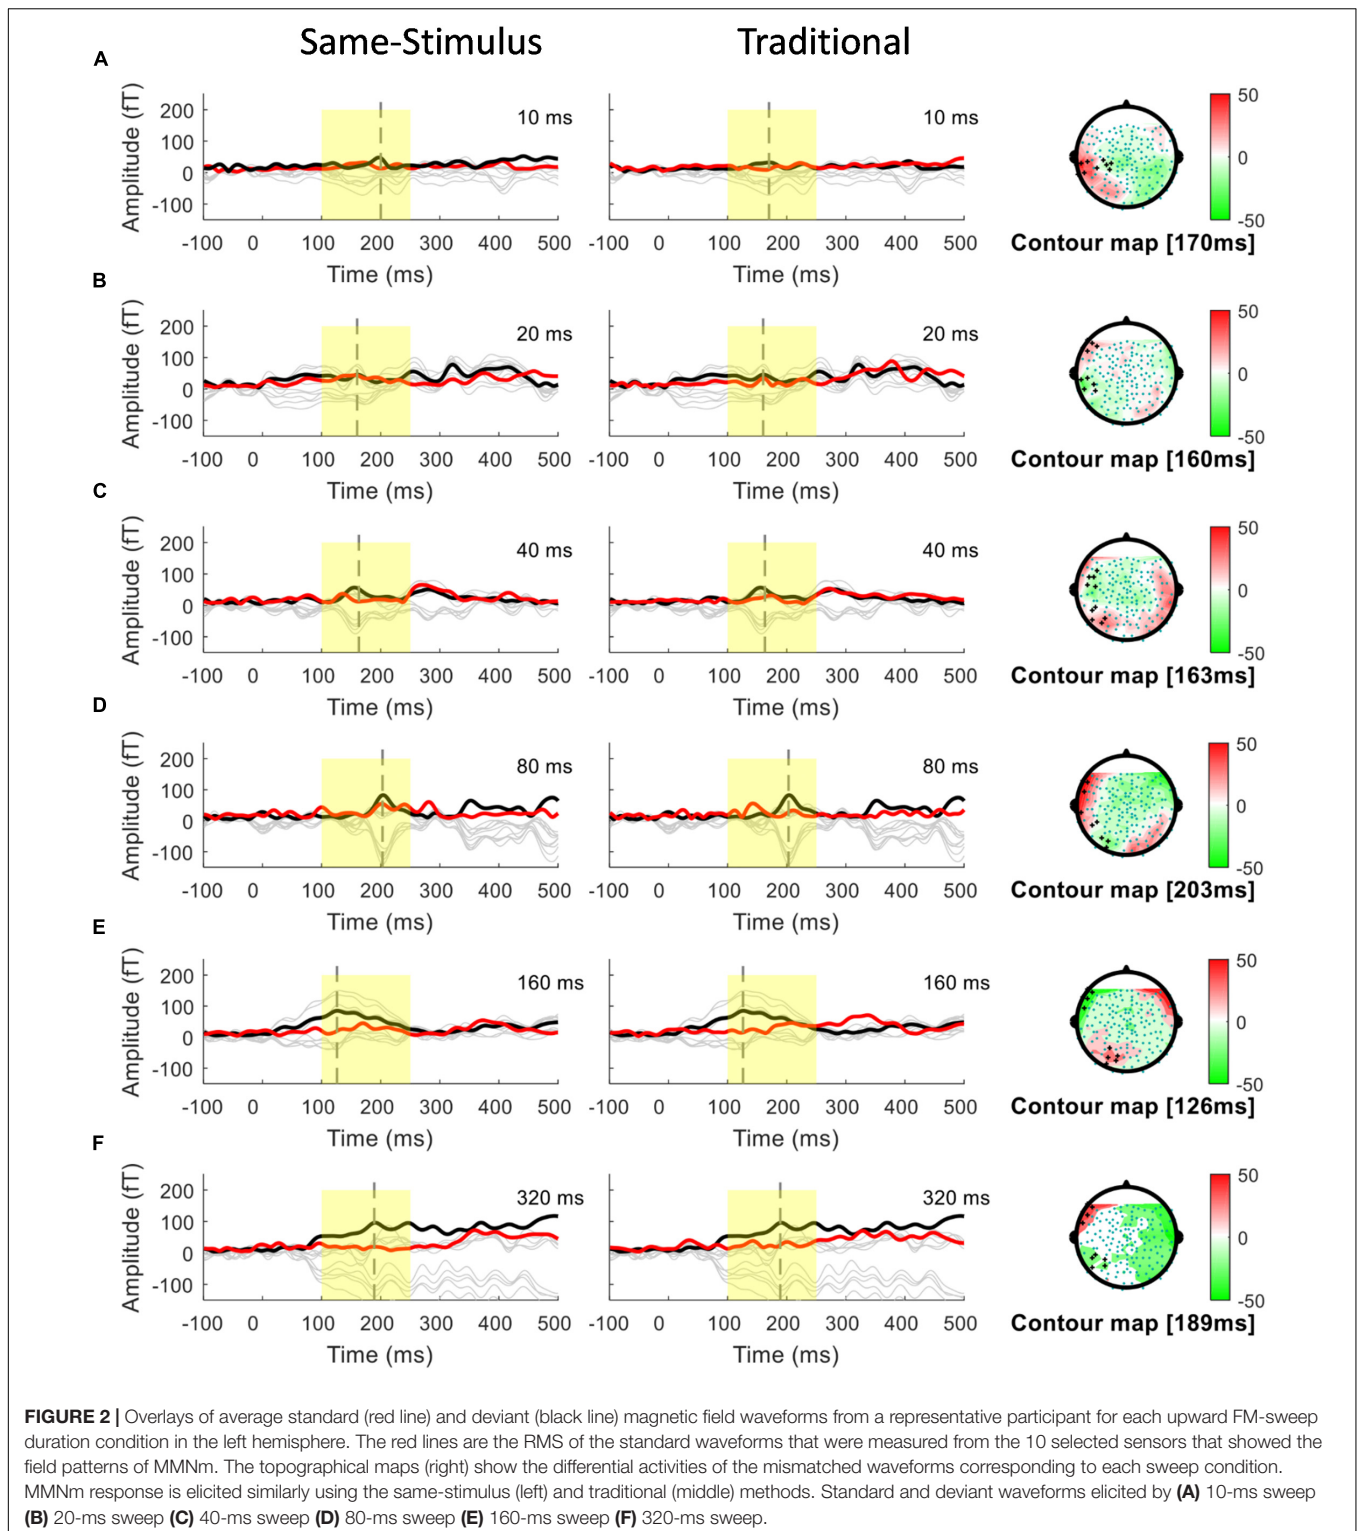 Same-Stimulus Traditional
A
Amplitude (fT) 200 100 0 -100 10 ms 10 ms 50 0 -50
-100 0 100 200 300 400 500 -100 0 100 200 300 400 500 Contour map [170ms]
Time (ms) Time (ms)
B
Amplitude (fT) 200 100 0 -100 20 ms 20 ms 50 0 -50
-100 0 100 200 300 400 500 -100 0 100 200 300 400 500 Contour map [160ms]
Time (ms) Time (ms)
C
Amplitude (fT) 200 100 0 -100 40 ms 40 ms 50 0 -50
-100 0 100 200 300 400 500 -100 0 100 200 300 400 500 Contour map [163ms]
Time (ms) Time (ms)
D
Amplitude (fT) 200 100 0 -100 80 ms 80 ms 50 0 -50
-100 0 100 200 300 400 500 -100 0 100 200 300 400 500 Contour map [203ms]
Time (ms) Time (ms)
E
Amplitude (fT) 200 100 0 -100 160 ms 160 ms 50 0 -50
-100 0 100 200 300 400 500 -100 0 100 200 300 400 500 Contour map [126ms]
Time (ms) Time (ms)
F
Amplitude (fT) 200 100 0 -100 320 ms 320 ms 50 0 -50
-100 0 100 200 300 400 500 -100 0 100 200 300 400 500 Contour map [189ms]
Time (ms) Time (ms)
FIGURE 2 | Overlays of average standard (red line) and deviant (black line) magnetic field waveforms from a representative participant for each upward FM-sweep
duration condition in the left hemisphere. The red lines are the RMS of the standard waveforms that were measured from the 10 selected sensors that showed the
field patterns of MMNm. The topographical maps (right) show the differential activities of the mismatched waveforms corresponding to each sweep condition.
MMNm response is elicited similarly using the same-stimulus (left) and traditional (middle) methods. Standard and deviant waveforms elicited by (A) 10-ms sweep
(B) 20-ms sweep (C) 40-ms sweep (D) 80-ms sweep (E) 160-ms sweep (F) 320-ms sweep.